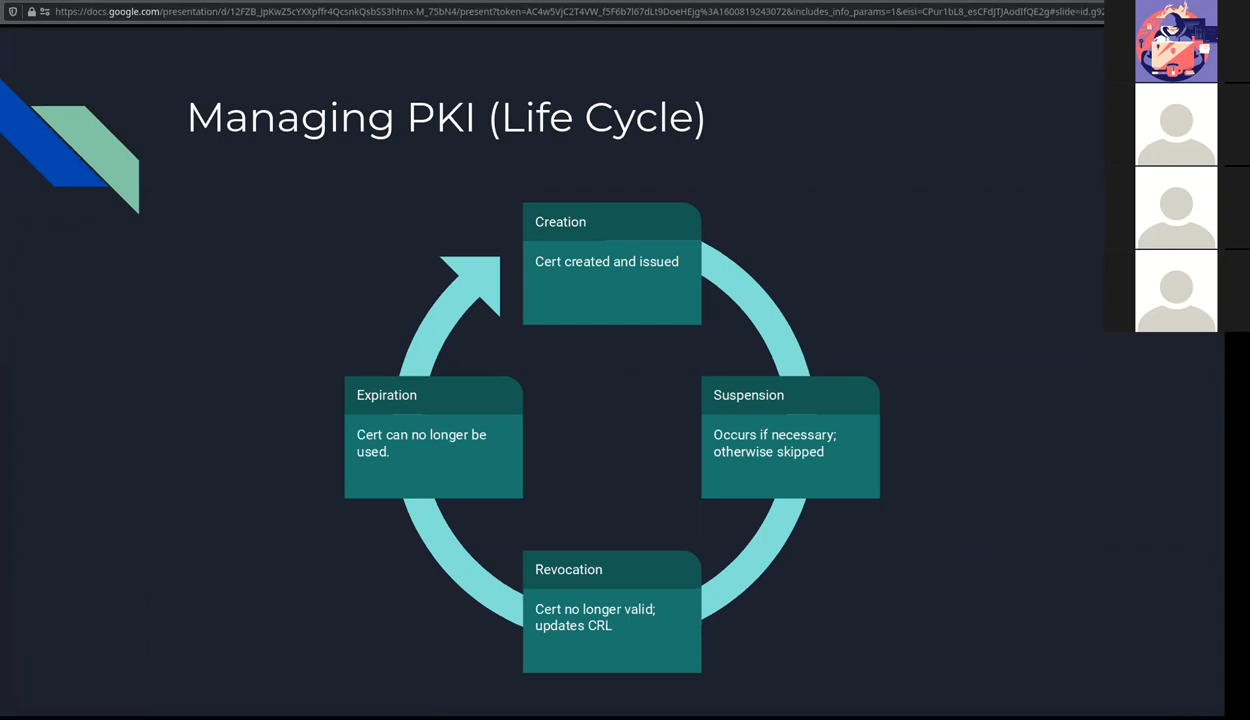 Managing PKI (Life Cycle)
Creation
Cert created and issued
Suspension
Occurs if necessary;
otherwise skipped
Revocation
Cert no longer valid;
updates CRL
Expiration
Cert can no longer be
used.